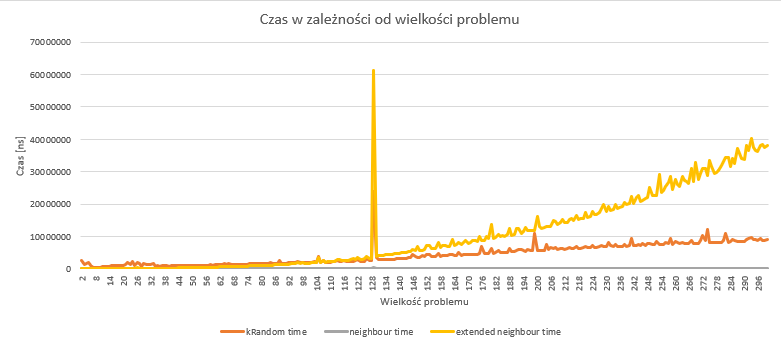 Czas w zależności od wielkości problemu
70000000
60000000
50000000
40000000
30000000
20000000
10000000
0
Czas [ns]
2 8 14 20 26 32 38 44 50 56 62 68 74 80 86 92 98 104 110 116 122 128 134 140 146 152 158 164 170 176 182 188 194 200 206 212 218 224 230 236 242 248 254 260 266 272 278 284 290 296
Wielkość problemu
kRandom time neighbour time extended neighbour time